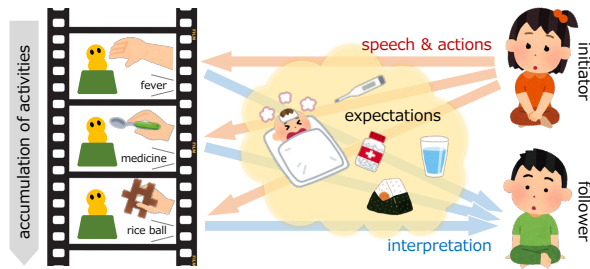 accumulation of activities
fever
medicine
rice ball
speech & actions
expectations
interpretation
initiator
follower